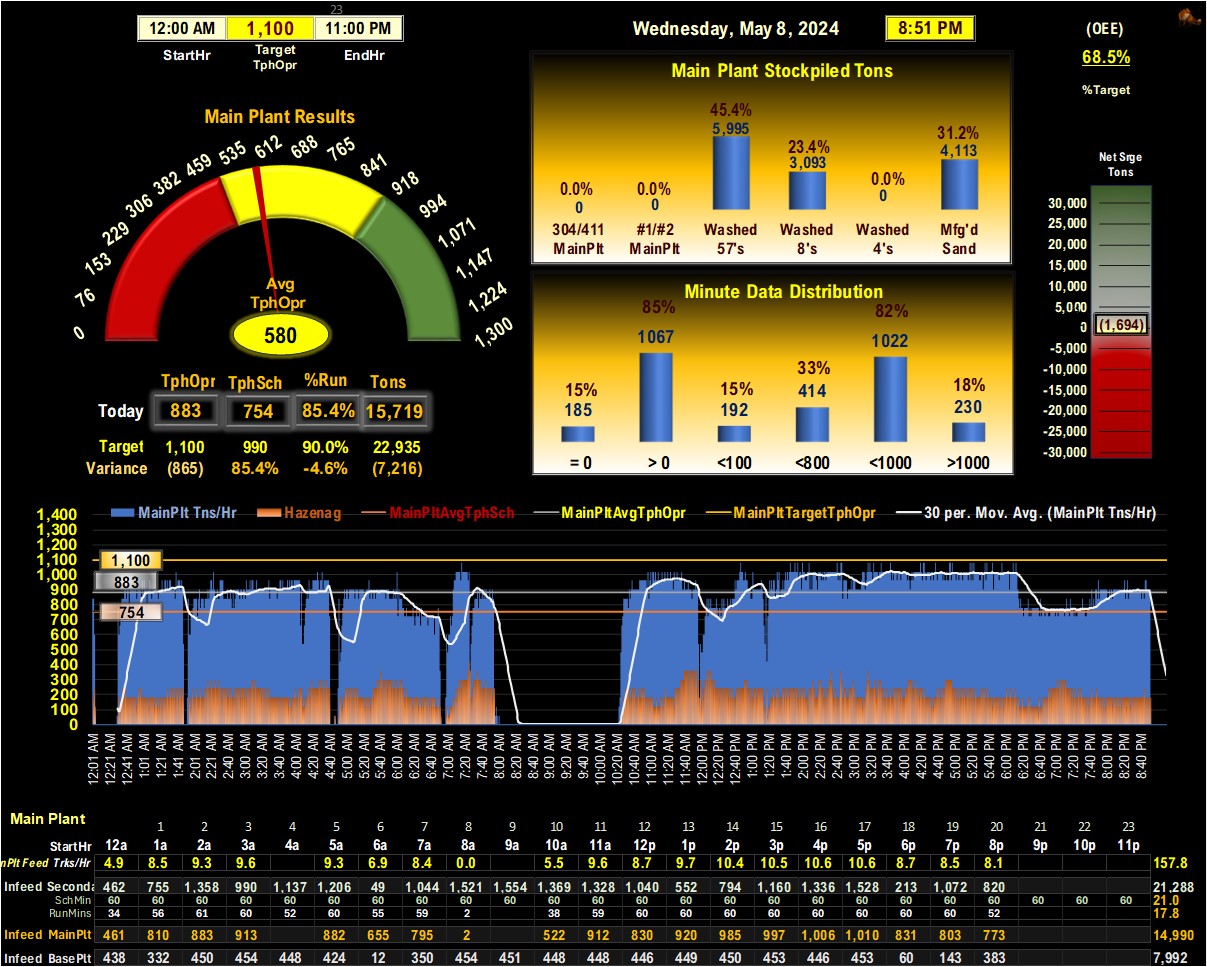 23
12:00 AM 1,100 11:00 PM
StartHr Target TphOpr EndHr
Wednesday, May 8, 2024 8:51 PM
(OEE)
68.5%
%Target
Main Plant Results
0 76 153 229 306 382 459 535 612 688 765 841 918 994 1,071 1,147 1,224 1,300
Avg
TphOpr
580
TphOpr TphSch %Run Tons
Today 883 754 85.4% 15,719
Target 1,100 990 90.0% 22,935
Variance (865) 85.4% -4.6% (7,216)
Main Plant Stockpiled Tons
0.0% 0.0% 45.4% 23.4% 0.0% 31.2%
0 0 5,995 3,093 0 4,113
304/411 #1/#2 Washed Washed Washed Mfg'd
MainPlt MainPlt 57's 8's 4's Sand
Minute Data Distribution
15% 85% 15% 33% 82% 18%
185 1067 192 414 1022 230
= 0 > 0 <100 <800 <1000 >1000
Net Srge
Tons
30,000
25,000
20,000
15,000
10,000
5,000
0 (1,694)
-5,000
-10,000
-15,000
-20,000
-25,000
-30,000
MainPlt Tns/Hr Hazenag MainPltAvgTphSch MainPltAvgTphOpr MainPltTargetTphOpr 30 per. Mov. Avg. (MainPlt Tns/Hr)
1,400
1,300
1,200
1,100
1,000
900
800
700
600
500
400
300
200
100
0
1,100
883
754
12:01 AM 12:21 AM 12:41 AM 1:01 AM 1:21 AM 1:41 AM 2:01 AM 2:21 AM 2:40 AM 3:00 AM 3:20 AM 3:40 AM 4:00 AM 4:20 AM 4:40 AM 5:00 AM 5:20 AM 5:40 AM 6:00 AM 6:20 AM 6:40 AM 7:00 AM 7:20 AM 7:40 AM 8:00 AM 8:20 AM 8:40 AM 9:00 AM 9:20 AM 9:40 AM 10:00 AM 10:20 AM 10:40 AM 11:00 AM 11:20 AM 11:40 AM 12:00 PM 12:20 PM 12:40 PM 1:00 PM 1:20 PM 1:40 PM 2:00 PM 2:20 PM 2:40 PM 3:00 PM 3:20 PM 3:40 PM 4:00 PM 4:20 PM 4:40 PM 5:00 PM 5:20 PM 5:40 PM 6:00 PM 6:20 PM 6:40 PM 7:00 PM 7:20 PM 7:40 PM 8:00 PM 8:20 PM 8:40 PM
Main Plant
1 2 3 4 5 6 7 8 9 10 11 12 13 14 15 16 17 18 19 20 21 22 23
StartHr 12a 1a 2a 3a 4a 5a 6a 7a 8a 9a 10a 11a 12p 1p 2p 3p 4p 5p 6p 7p 8p 9p 10p 11p
nPlt Feed Trks/Hr 4.9 8.5 9.3 9.6 9.3 6.9 8.4 0.0 5.5 9.6 8.7 9.7 10.4 10.5 10.6 10.6 8.7 8.5 8.1 157.8
Infeed Seconda 462 755 1,358 990 1,137 1,206 49 1,044 1,521 1,554 1,369 1,328 1,040 552 794 1,160 1,336 1,528 213 1,072 820 21,288
SchMin 60 60 60 60 60 60 60 60 60 60 60 60 60 60 60 60 60 60 60 60 60 60 60 60 21.0
RunMins 34 56 61 60 52 60 55 59 2 38 59 60 60 60 60 60 60 60 60 52 17.8
Infeed MainPlt 461 810 883 913 882 655 795 2 522 912 830 920 985 997 1,006 1,010 831 803 773 14,990
Infeed BasePlt 438 332 450 454 448 424 12 350 454 451 448 448 446 449 450 453 446 453 60 143 383 7,992